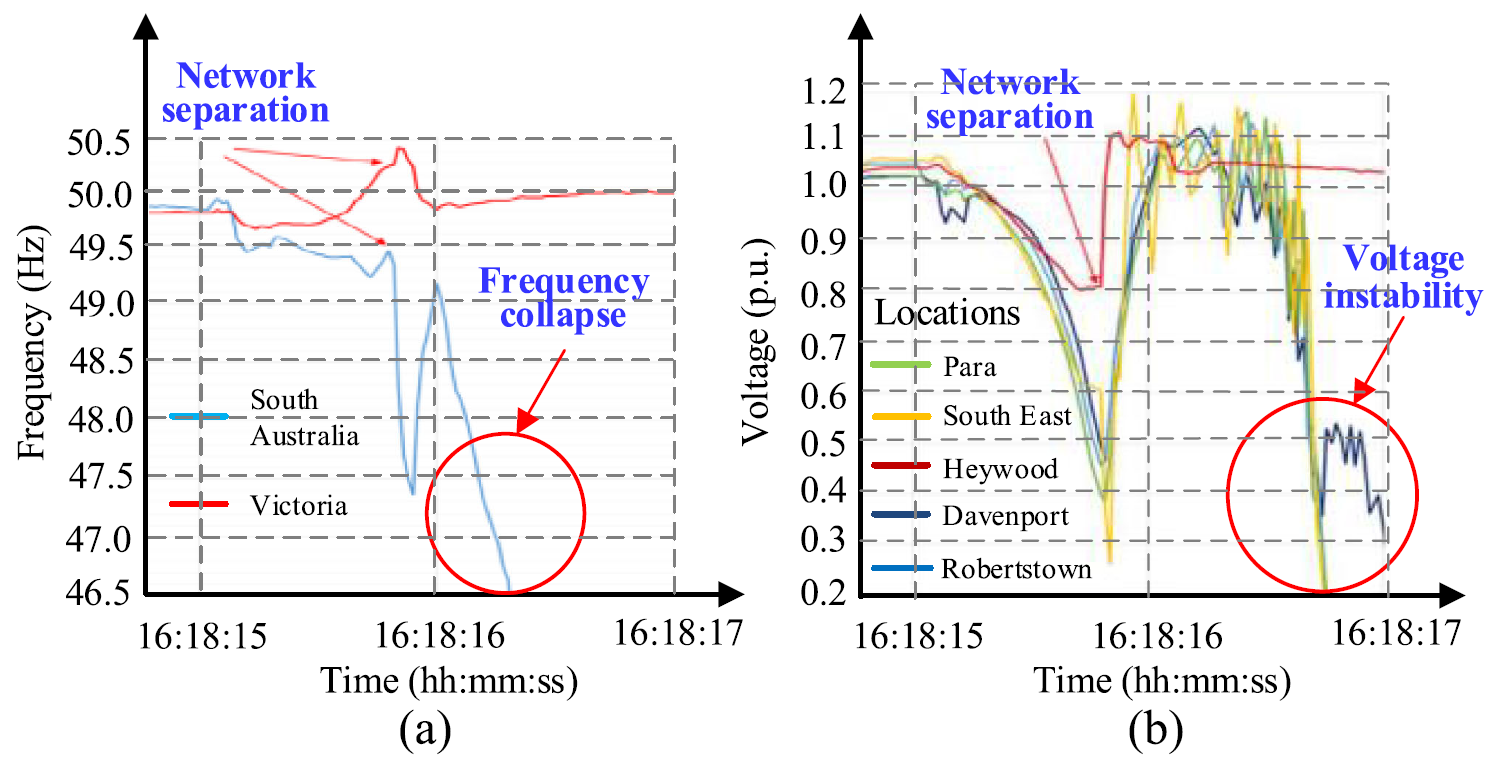 Network
separation
50.5
50.0
49.5
49.0
48.5
48.0
47.5
47.0
46.5
Frequency (Hz)
Frequency
collapse
South
Australia
Victoria
16:18:15
16:18:16
16:18:17
Time (hh:mm:ss)
(a)
Network
separation
1.2
1.1
1.0
0.9
0.8
0.7
0.6
0.5
0.4
0.3
0.2
Voltage (p.u.)
Voltage
instability
Locations
Para
South East
Heywood
Davenport
Robertstown
16:18:15
16:18:16
16:18:17
Time (hh:mm:ss)
(b)